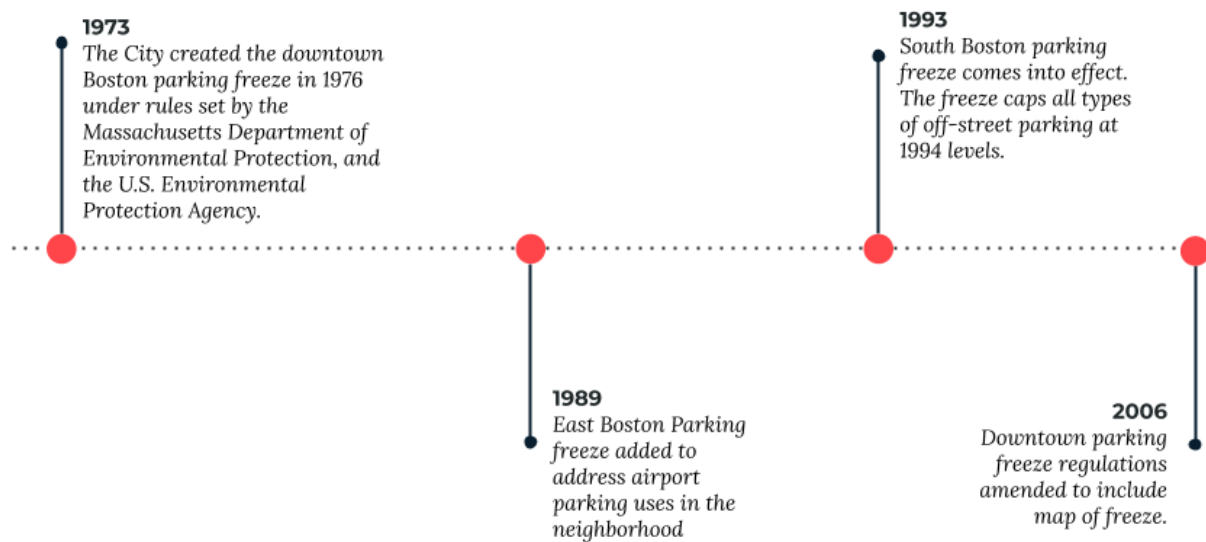 1973
The City created the downtown
Boston parking freeze in 1976
under rules set by the
Massachusetts Department of
Environmental Protection, and
the U.S. Environmental
Protection Agency.
1989
East Boston Parking
freeze added to
address airport
parking uses in the
neighborhood
1993
South Boston parking
freeze comes into effect.
The freeze caps all types
of off-street parking at
1994 levels.
2006
Downtown parking
freeze regulations
amended to include
map of freeze.